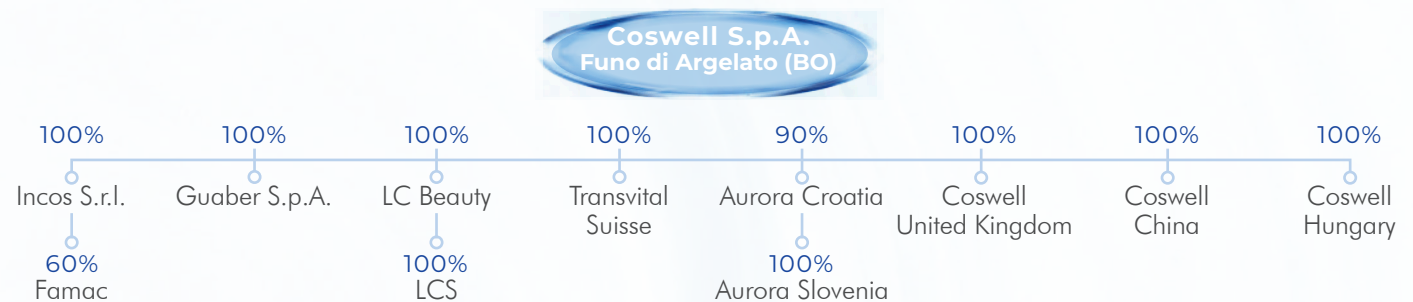 Coswell S.p.A.
Funo di Argelato (BO)
100% 100% 100% 100% 90% 100% 100% 100%
Incos S.r.l. Guaber S.p.A. LC Beauty Transvital Aurora Croatia Coswell Coswell Coswell
Suisse United Kingdom China Hungary
60% 100% 100%
Famac LCS Aurora Slovenia